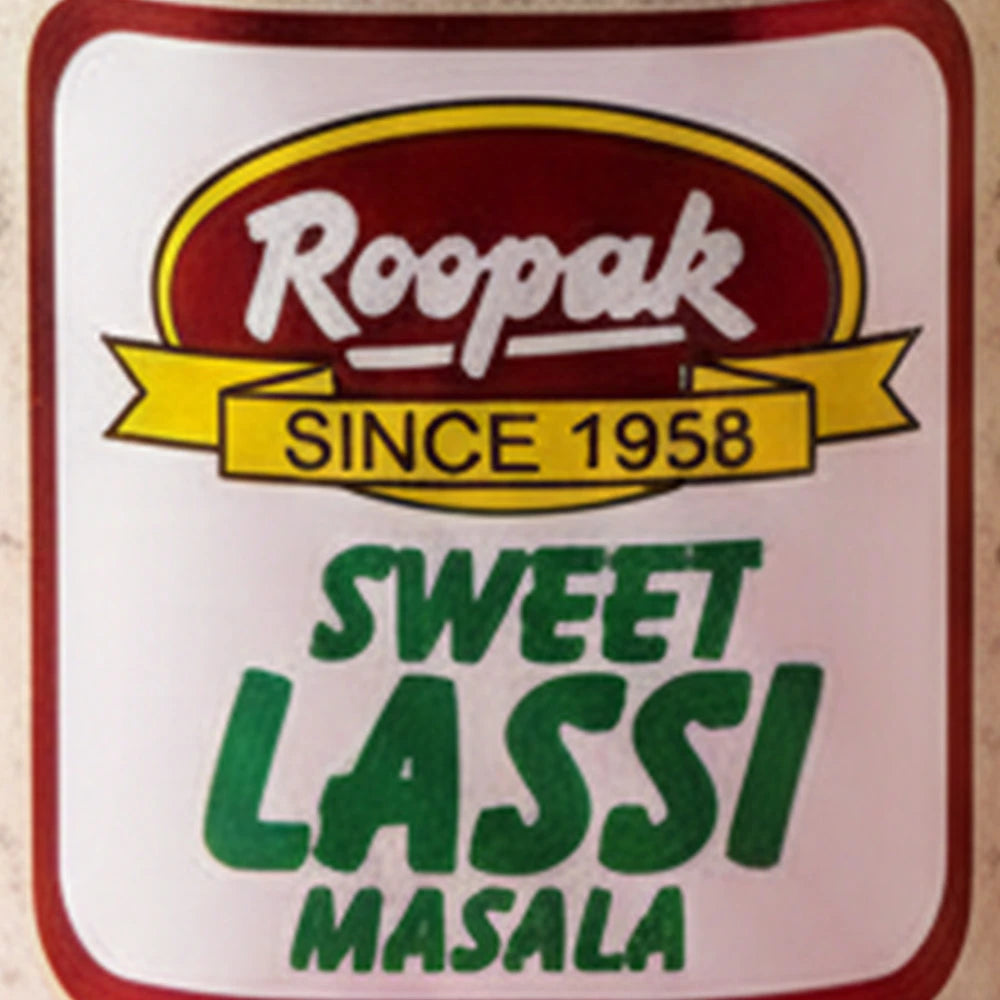 Roopak
SINCE 1958
SWEET
LASSI
MASALA